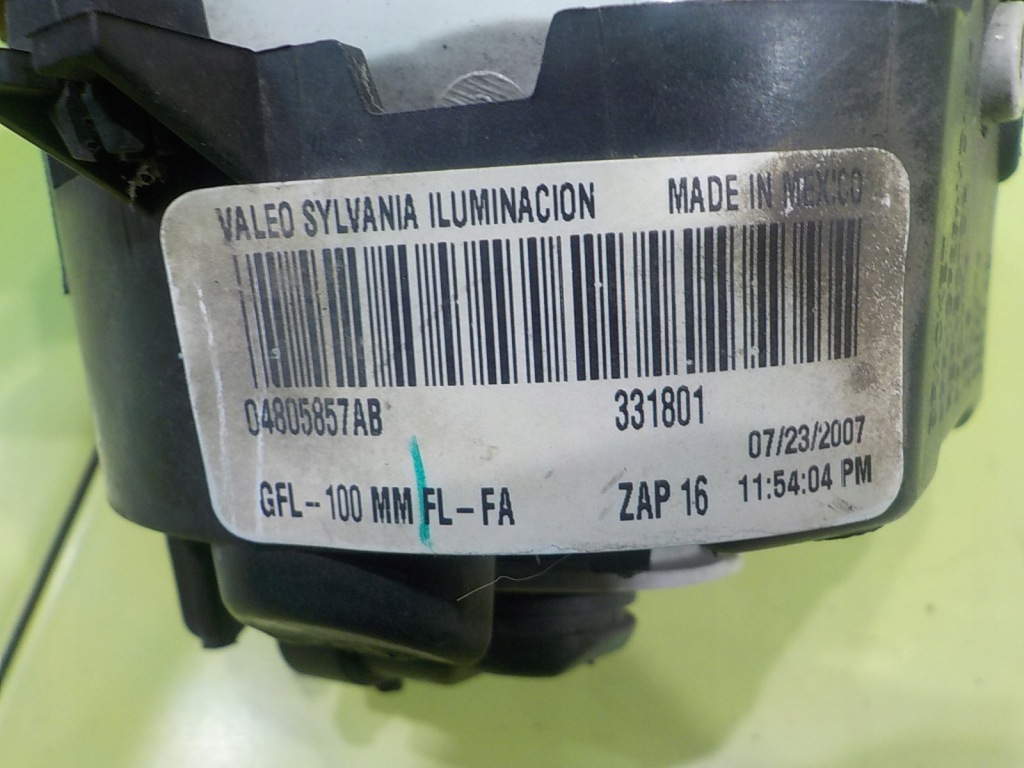 VALEO SYLVANIA ILUMINACION MADE IN MEXICO
04805857AB 331801
07/23/2007
GFL-100 MM FL-FA ZAP 16 11:54:04 PM